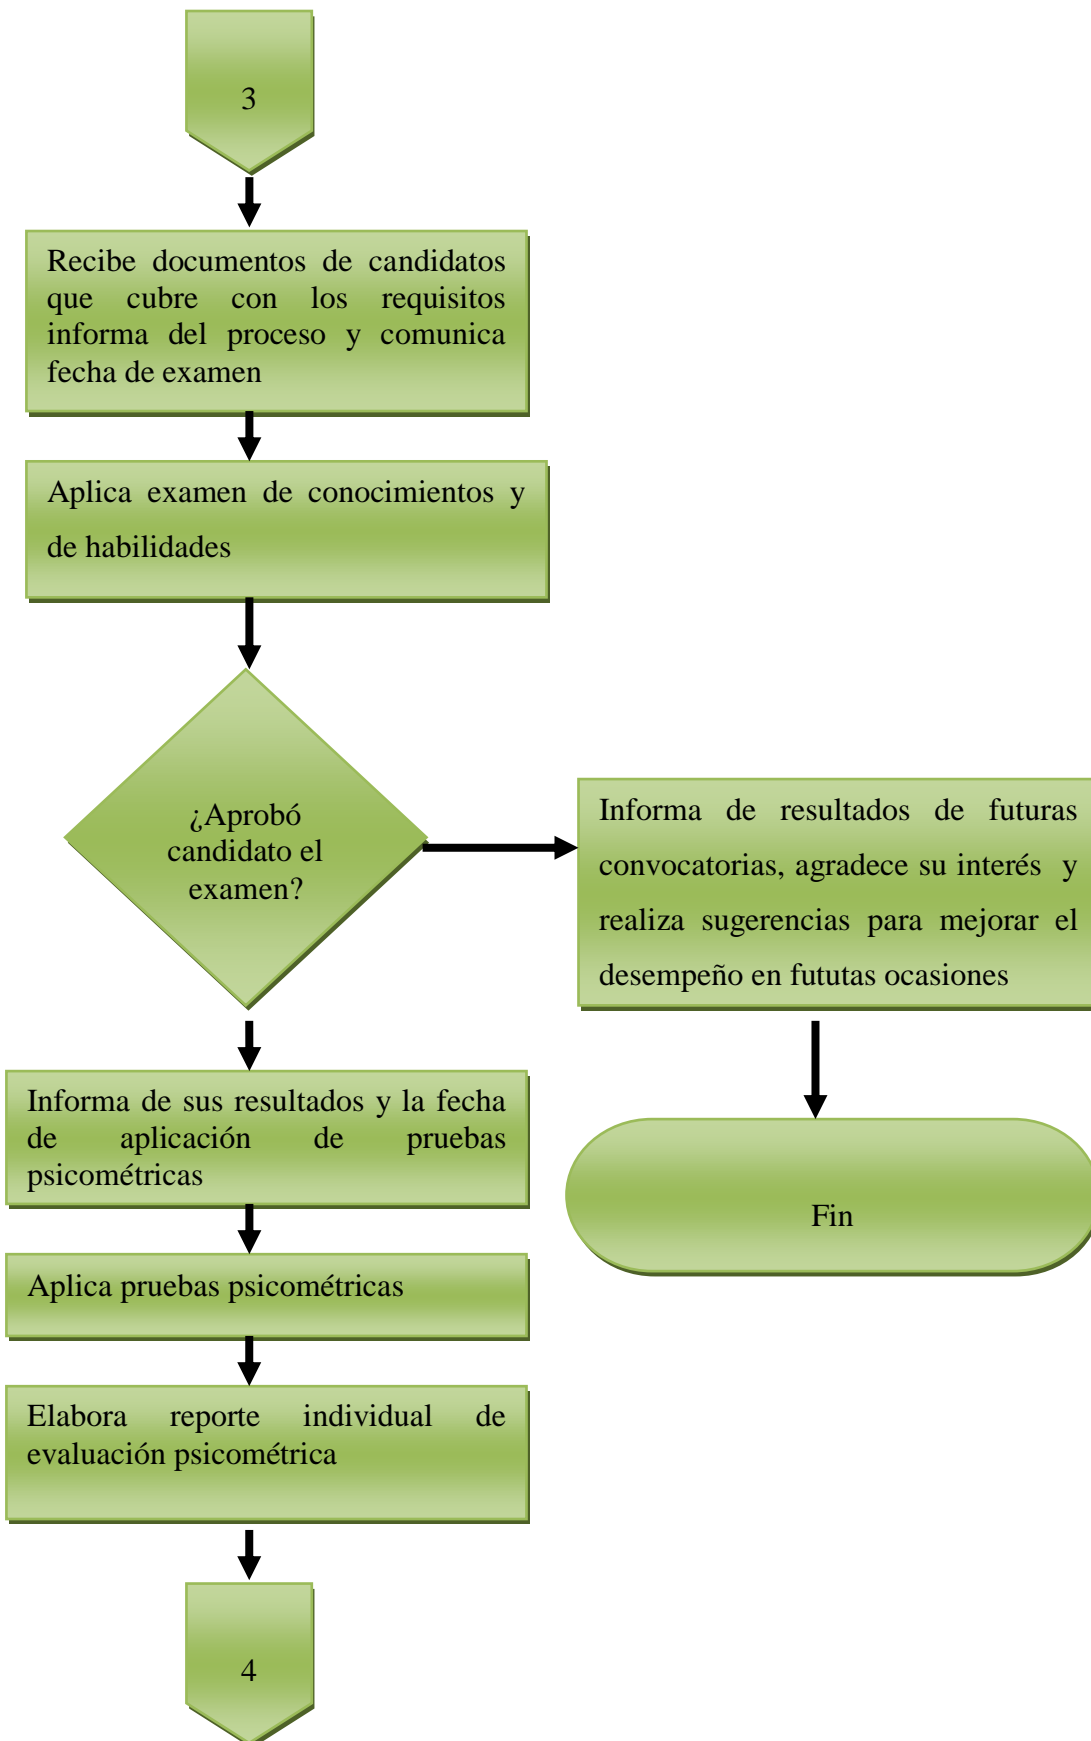 3
Recibe documentos de candidatos
que cubre con los requisitos
informa del proceso y comunica
fecha de examen
Aplica examen de conocimientos y
de habilidades
¿Aprobó
candidato el
examen?
Informa de resultados de futuras
convocatorias, agradece su interés y
realiza sugerencias para mejorar el
desempeño en fututas ocasiones
Informa de sus resultados y la fecha
de aplicación de pruebas
psicométricas
Fin
Aplica pruebas psicométricas
Elabora reporte individual de
evaluación psicométrica
4